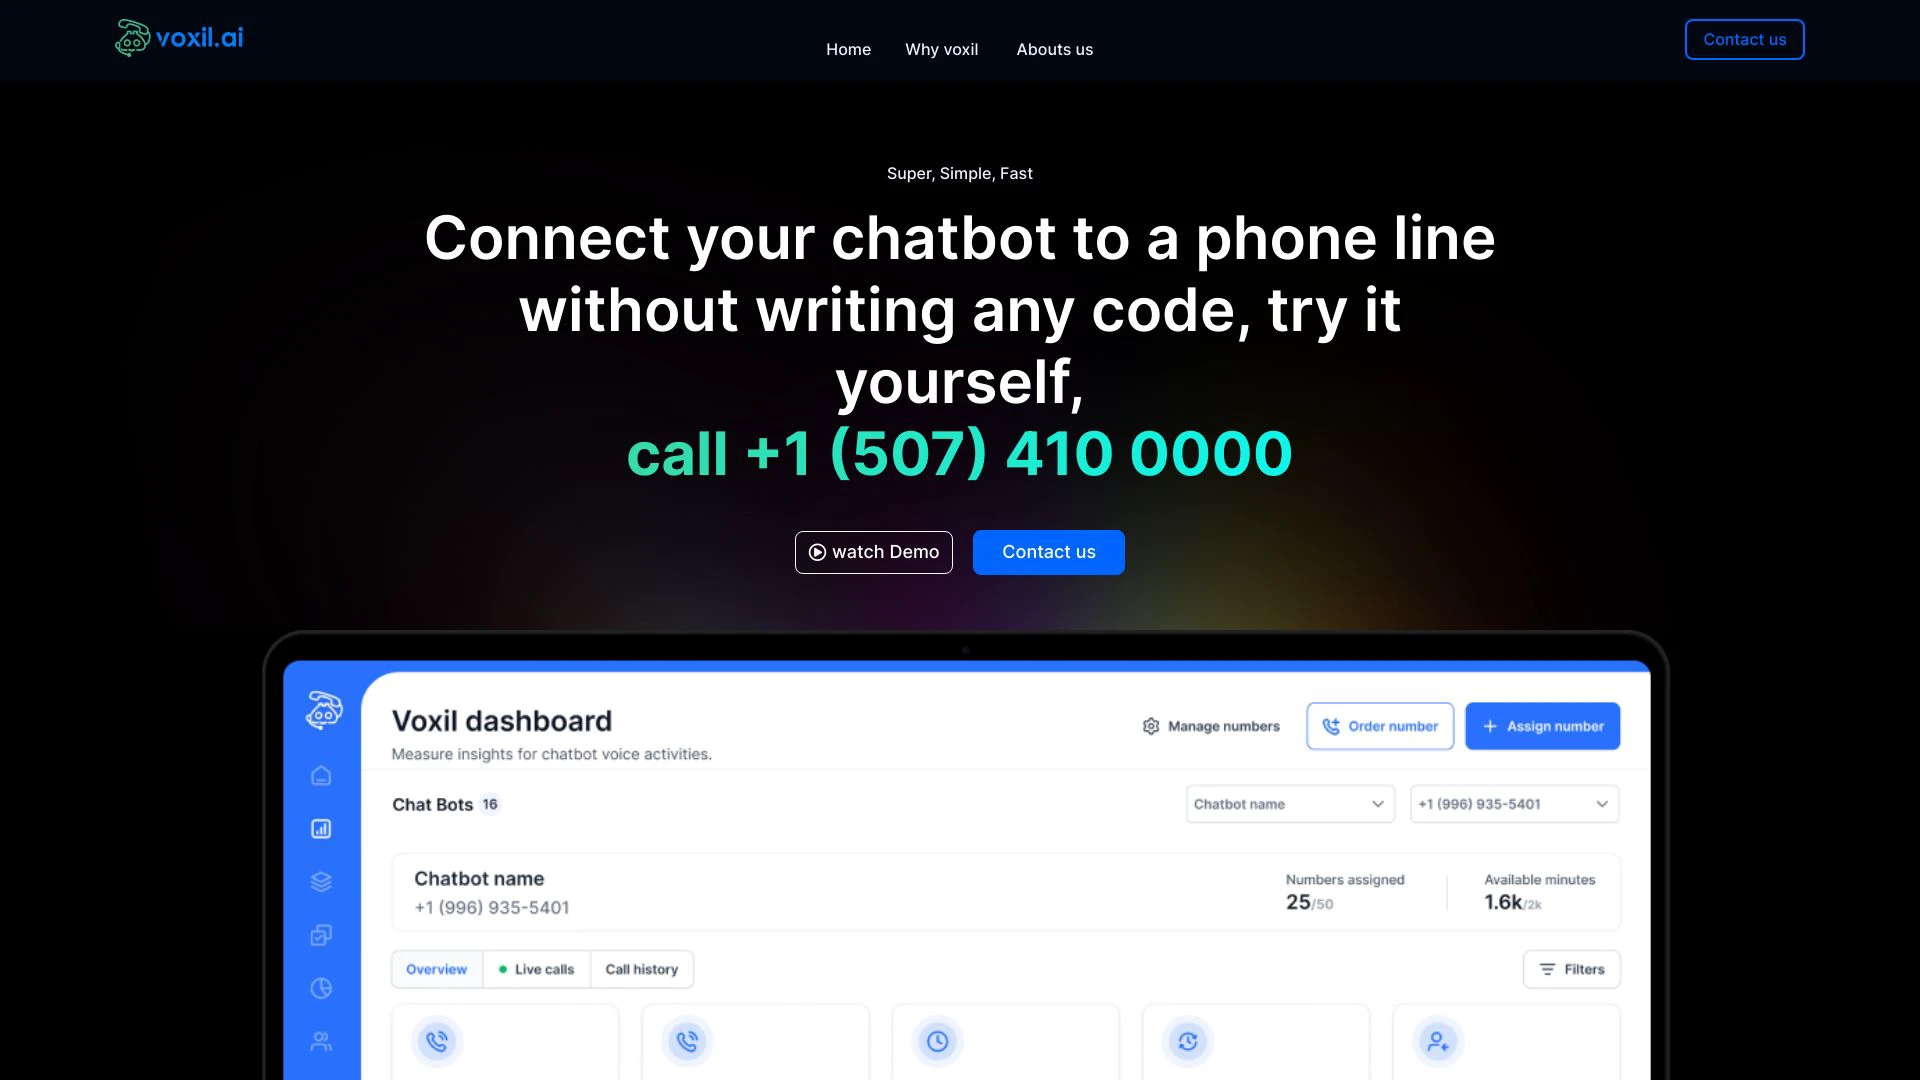 voxil.ai
Home Why voxil Abouts us
Contact us
Super, Simple, Fast
Connect your chatbot to a phone line
without writing any code, try it
yourself,
call +1 (507) 410 0000
watch Demo
Contact us
Voxil dashboard
Measure insights for chatbot voice activities.
Manage numbers
Order number
Assign number
Chat Bots 16
Chatbot name
+1 (996) 935-5401
Chatbot name
+1 (996) 935-5401
Numbers assigned
25/50
Available minutes
1.6k/2k
Overview
Live calls
Call history
Filters